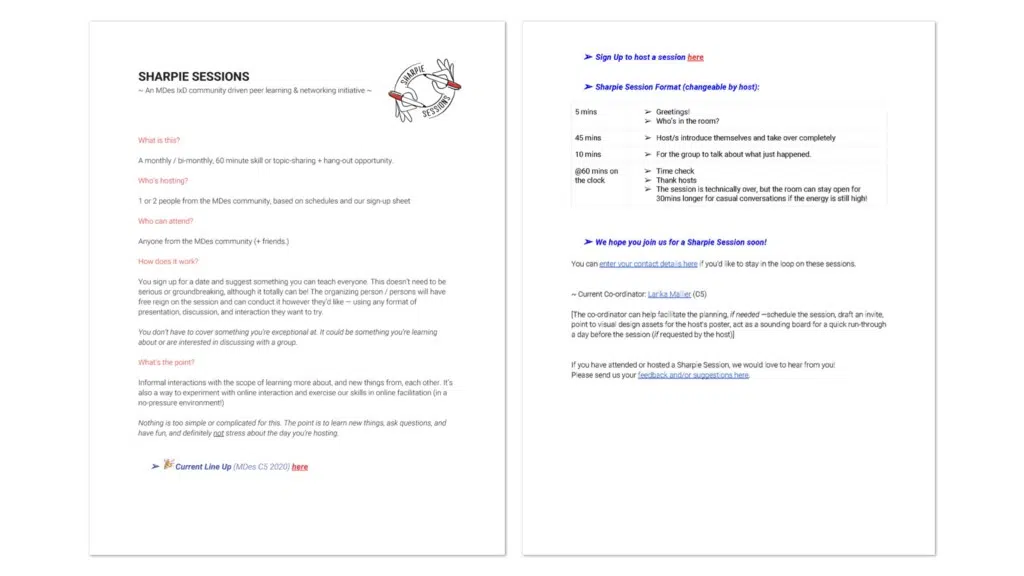 SHARPIE SESSIONS
~ An MDes IxD community driven peer learning & networking initiative ~
SHARPIE
SESSIONS
What is this?
A monthly / bi-monthly, 60 minute skill or topic-sharing + hang-out opportunity.
Who's hosting?
1 or 2 people from the MDes community, based on schedules and our sign-up sheet
Who can attend?
Anyone from the MDes community (+ friends.)
How does it work?
You sign up for a date and suggest something you can teach everyone. This doesn't need to be
serious or groundbreaking, although it totally can be! The organizing person / persons will have
free reign on the session and can conduct it however they'd like — using any format of
presentation, discussion, and interaction they want to try.
You don't have to cover something you're exceptional at. It could be something you're learning
about or are interested in discussing with a group.
What's the point?
Informal interactions with the scope of learning more about, and new things from, each other. It's
also a way to experiment with online interaction and exercise our skills in online facilitation (in a
no-pressure environment!)
Nothing is too simple or complicated for this. The point is to learn new things, ask questions, and
have fun, and definitely not stress about the day you're hosting.
➢ 👋 Current Line Up (MDes C5 2020) here
➢ Sign Up to host a session here
➢ Sharpie Session Format (changeable by host):
5 mins ➢ Greetings!
➢ Who's in the room?
45 mins ➢ Host/s introduce themselves and take over completely
10 mins ➢ For the group to talk about what just happened.
@60 mins on ➢ Time check
the clock ➢ Thank hosts
➢ The session is technically over, but the room can stay open for
30mins longer for casual conversations if the energy is still high!
➢ We hope you join us for a Sharpie Session soon!
You can enter your contact details here if you'd like to stay in the loop on these sessions.
~ Current Co-ordinator: Larika Mallier (C5)
[The co-ordinator can help facilitate the planning, if needed —schedule the session, draft an invite,
point to visual design assets for the host's poster, act as a sounding board for a quick run-through
a day before the session (if requested by the host)]
If you have attended or hosted a Sharpie Session, we would love to hear from you!
Please send us your feedback and/or suggestions here.